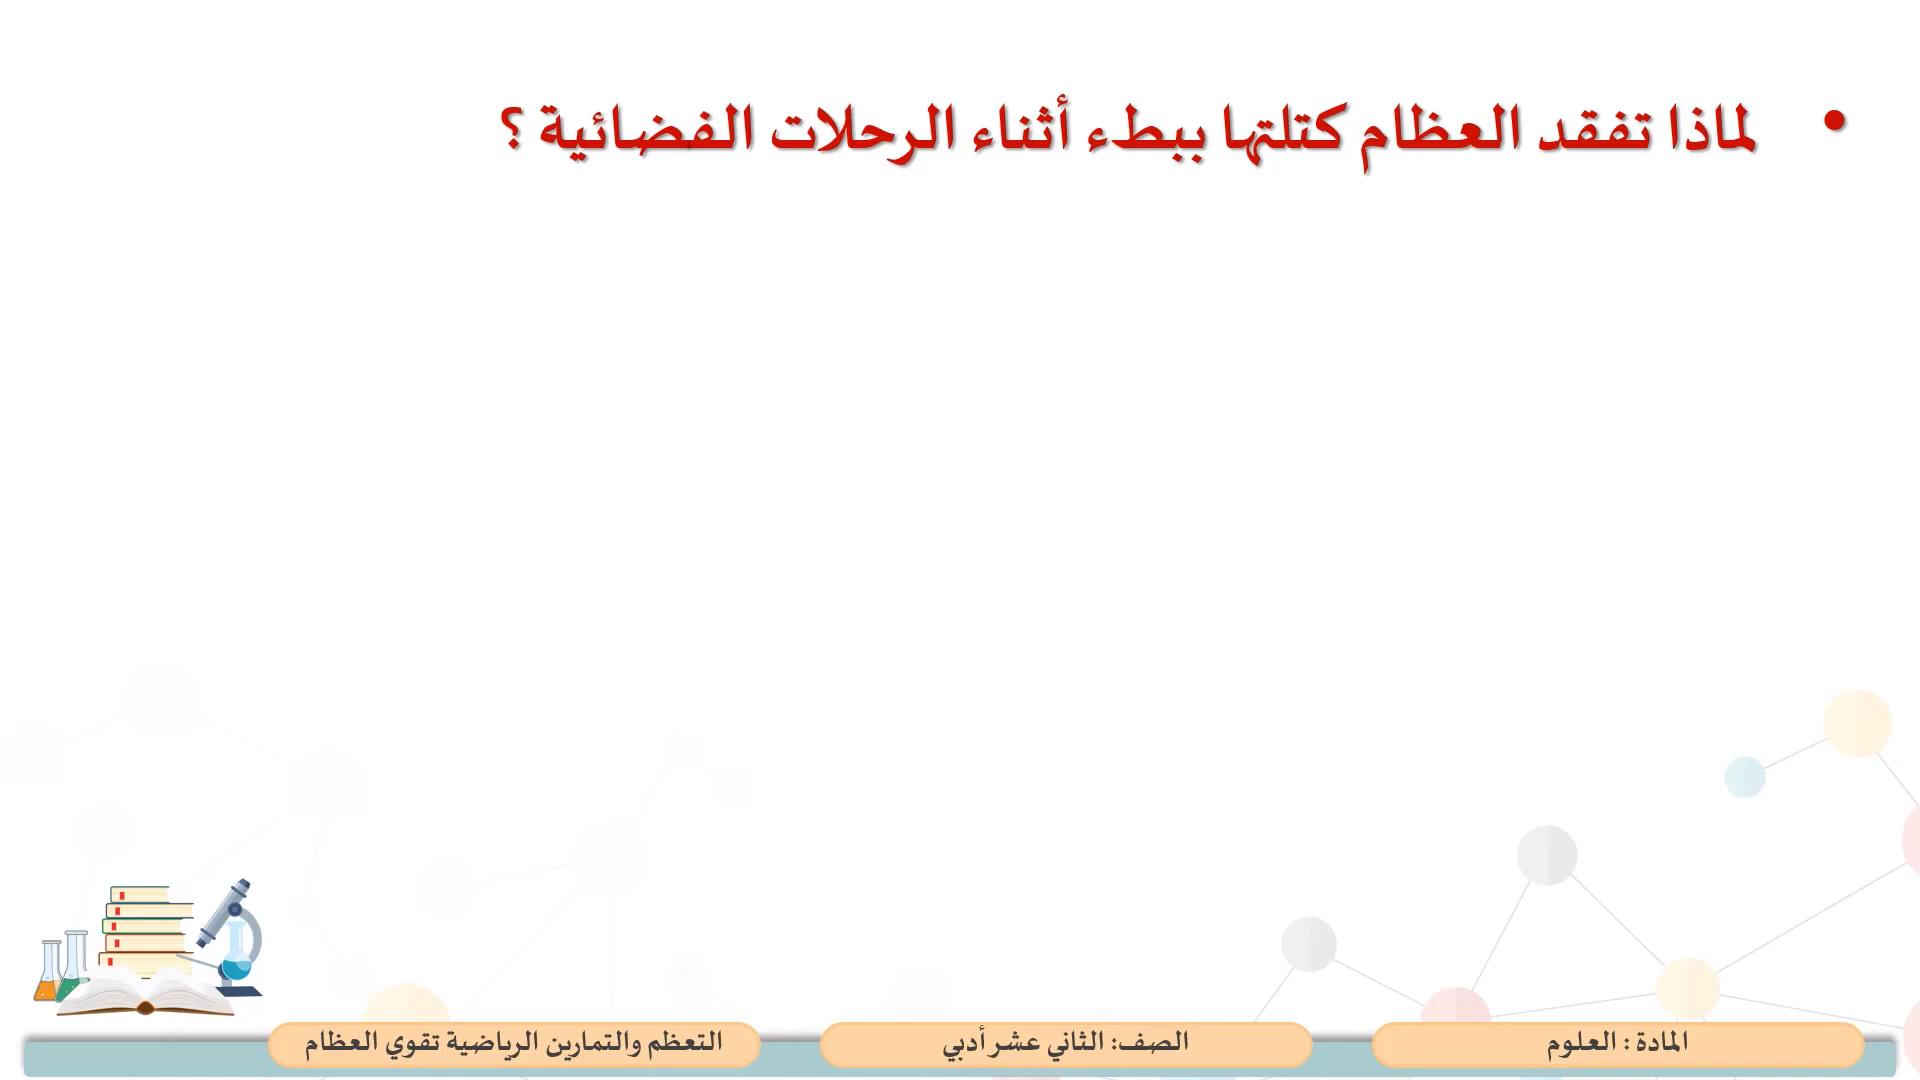 • لماذا تفقد العظام كتلتها ببطء أثناء الرحلات الفضائية ؟
المادة : العلوم
الصف: الثاني عشر أدبي
التعظم والتمارين الرياضية تقوي العظام